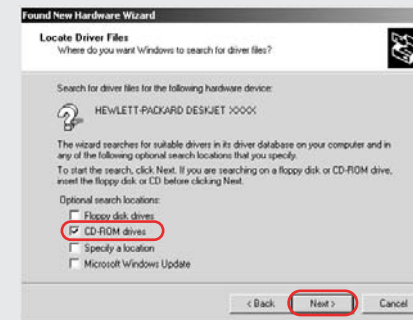 Found New Hardware Wizard
Locate Driver Files
Where do you want Windows to search for driver files?
Search for driver files for the following hardware device:
HEWLETT-PACKARD DESKJET XXXX
The wizard searches for suitable drivers in its driver database on your computer and in
any of the following optional search locations that you specify.
To start the search, click Next. If you are searching on a floppy disk or CD-ROM drive,
insert the floppy disk or CD before clicking Next.
Optional search locations:
Floppy disk drives
CD-ROM drives
Specify a location
Microsoft Windows Update
< Back Next > Cancel